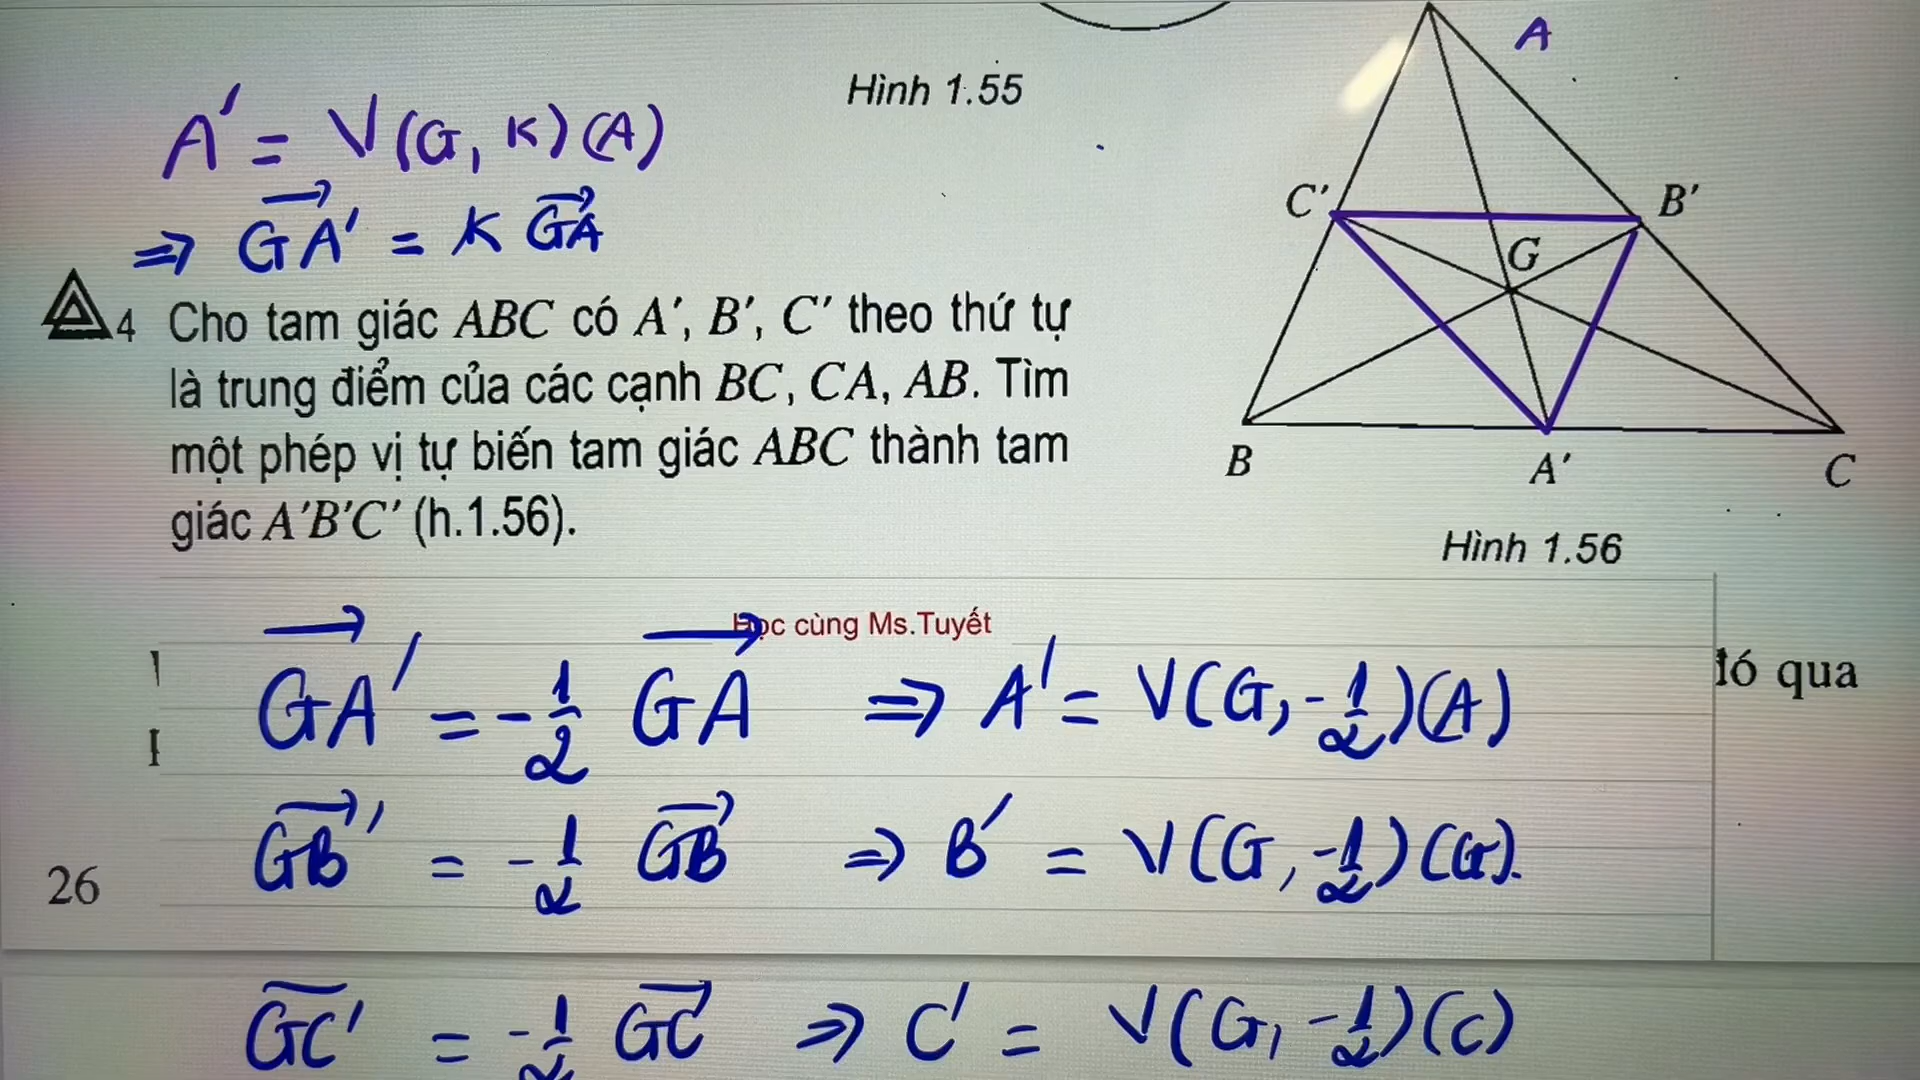 Hình 1.55
A
A' = V(G, K)(A)
⇒ GA' = K GA
C'
B'
G
4 Cho tam giác ABC có A', B', C' theo thứ tự
là trung điểm của các cạnh BC, CA, AB. Tìm
một phép vị tự biến tam giác ABC thành tam
giác A'B'C' (h.1.56).
B
A'
C
Hình 1.56
Học cùng Ms.Tuyết
GA' = -1/2 GA ⇒ A' = V(G, -1/2)(A)
đó qua
GB' = -1/2 GB ⇒ B' = V(G, -1/2)(G).
26
GC' = -1/2 GC ⇒ C' = V(G, -1/2)(C)